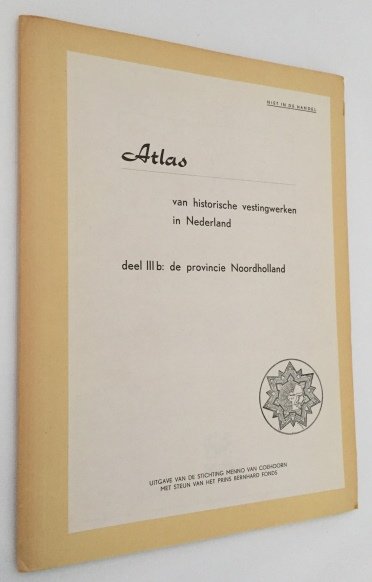 NIET IN DE HANDEL
Atlas
van historische vestingwerken
in Nederland
deel III b: de provincie Noordholland
UITGAVE VAN DE STICHTING MENNO VAN COEHOORN
MET STEUN VAN HET PRINS BERNHARD FONDS